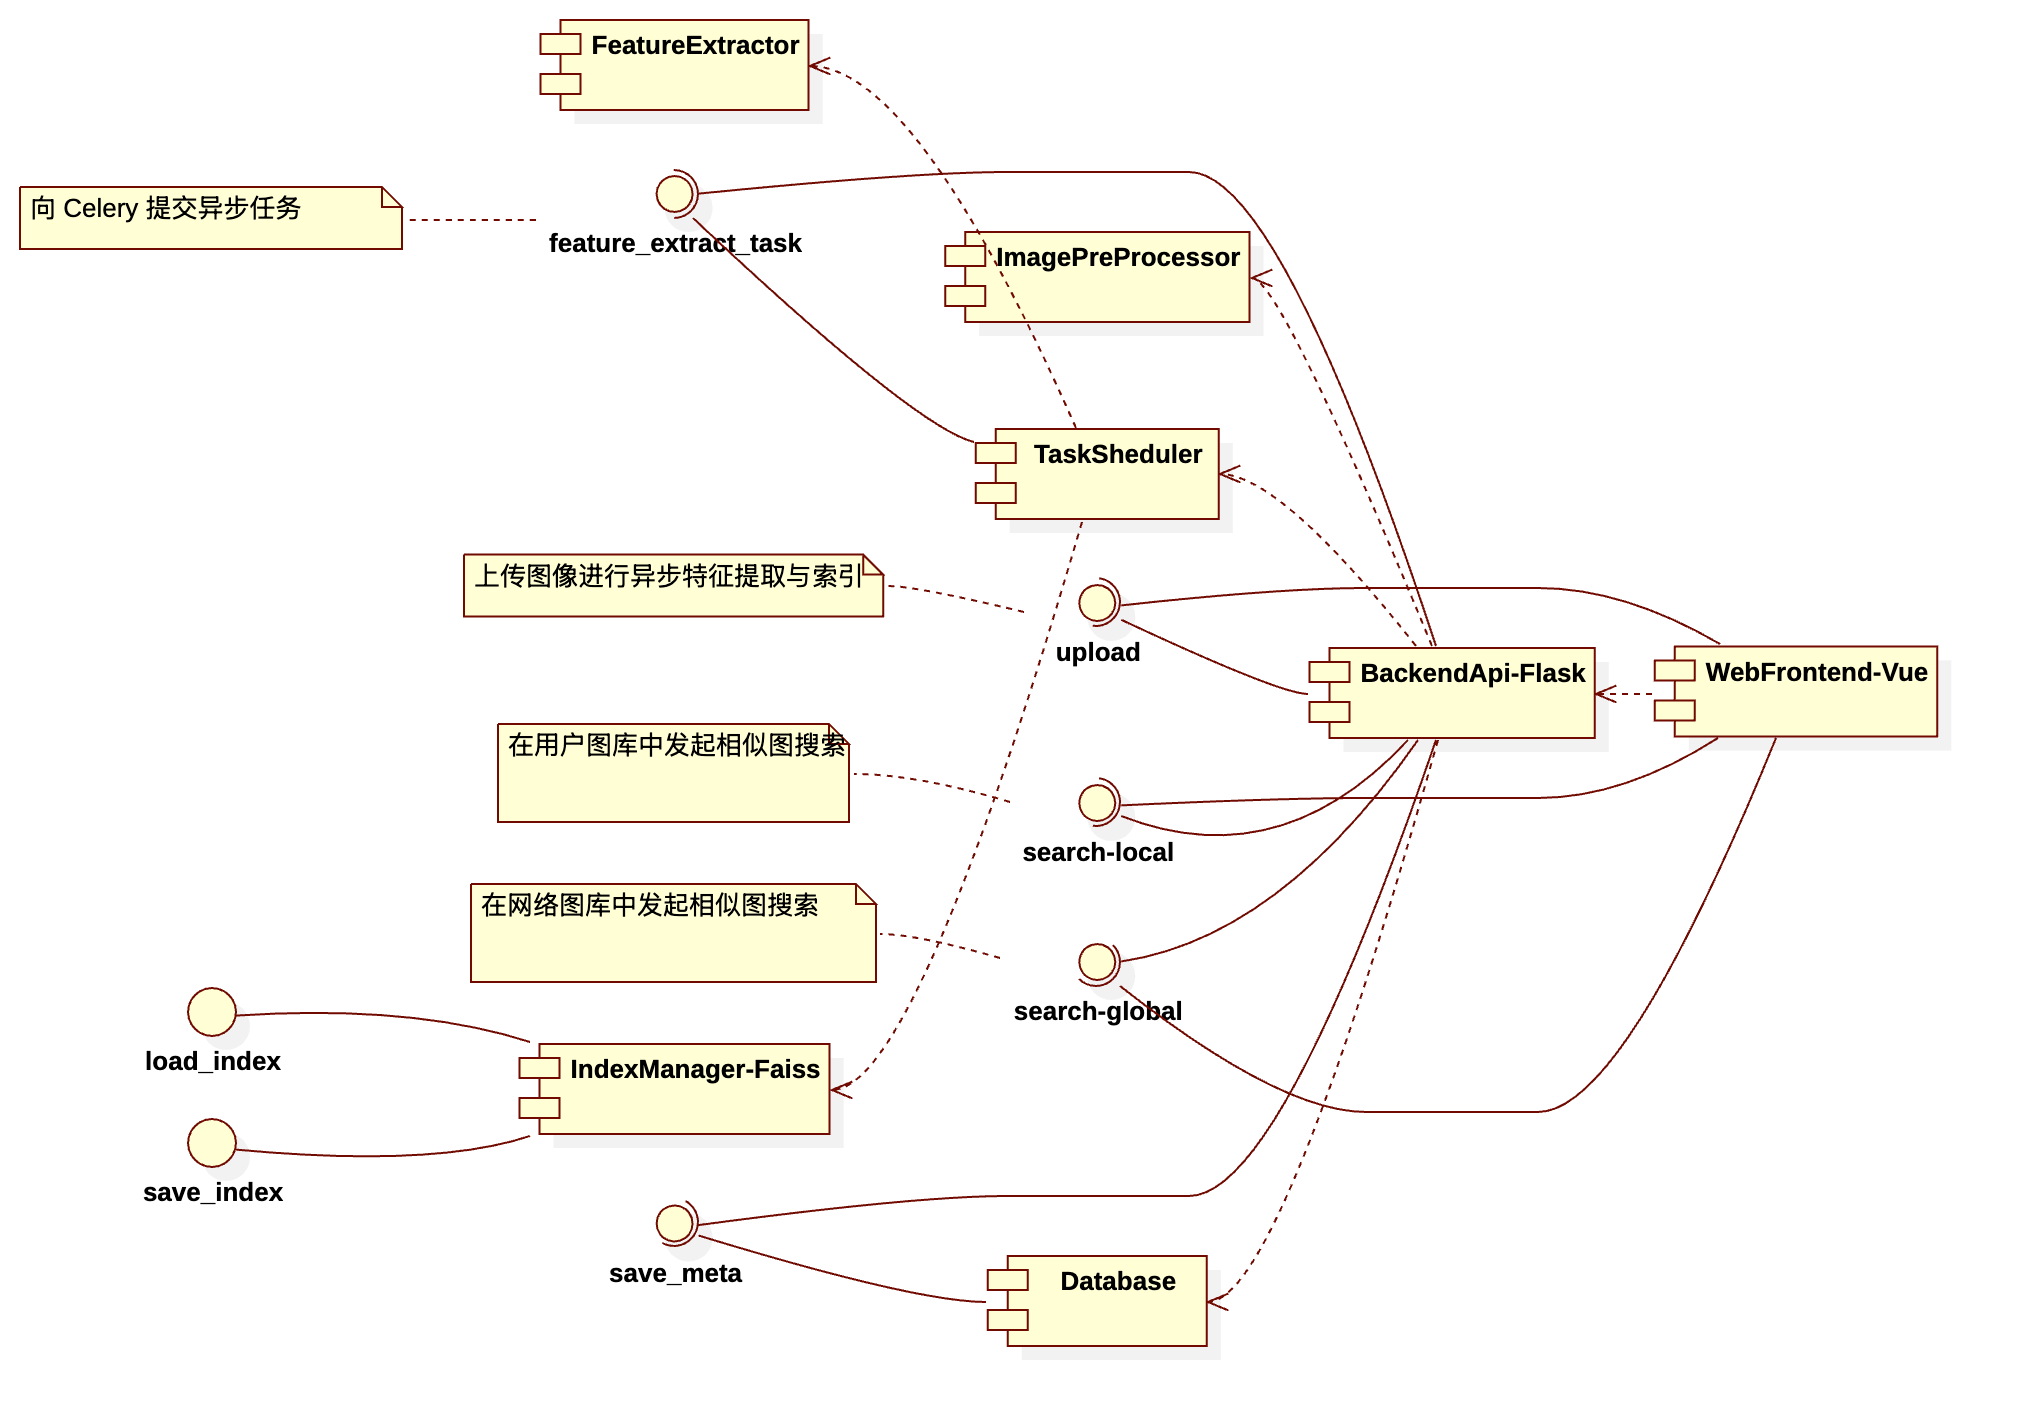 FeatureExtractor
向 Celery 提交异步任务
feature_extract_task
ImagePreProcessor
TaskSheduler
上传图像进行异步特征提取与索引
upload
BackendApi-Flask
WebFrontend-Vue
在用户图库中发起相似图搜索
search-local
在网络图库中发起相似图搜索
search-global
load_index
IndexManager-Faiss
save_index
save_meta
Database